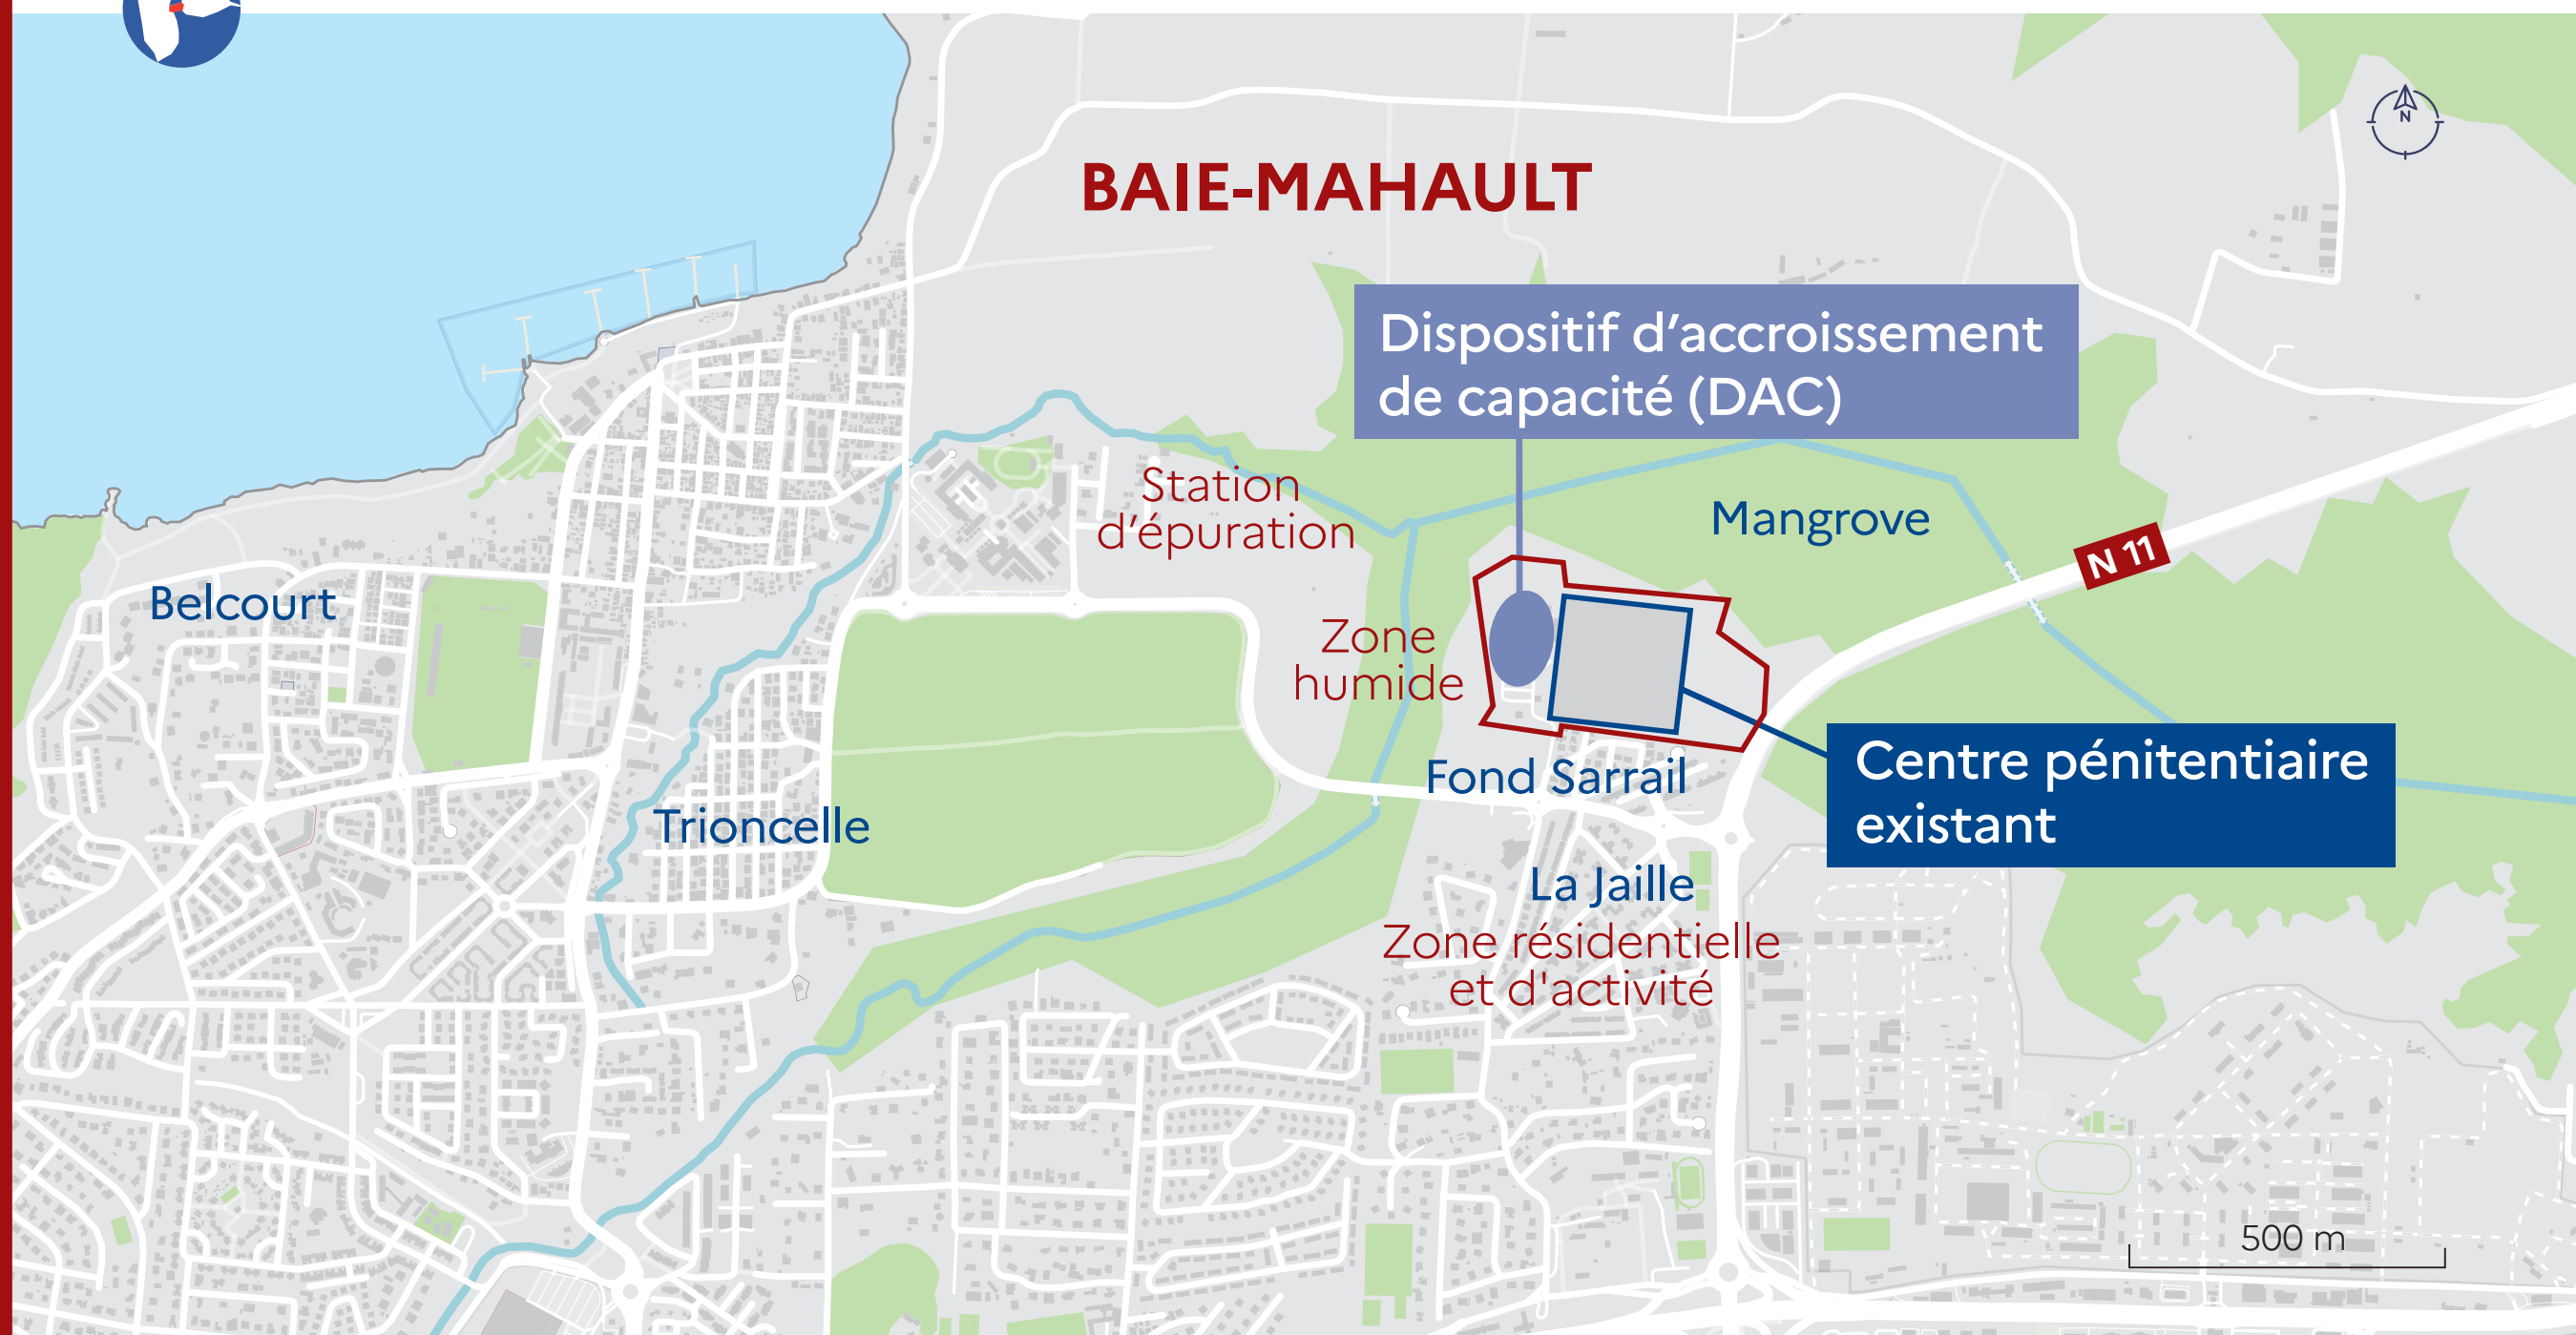 N
BAIE-MAHAULT
Dispositif d’accroissement
de capacité (DAC)
Station
d’épuration
Mangrove
N 11
Belcourt
Zone
humide
Centre pénitentiaire
existant
Fond Sarrail
Trioncelle
La Jaille
Zone résidentielle
et d'activité
500 m